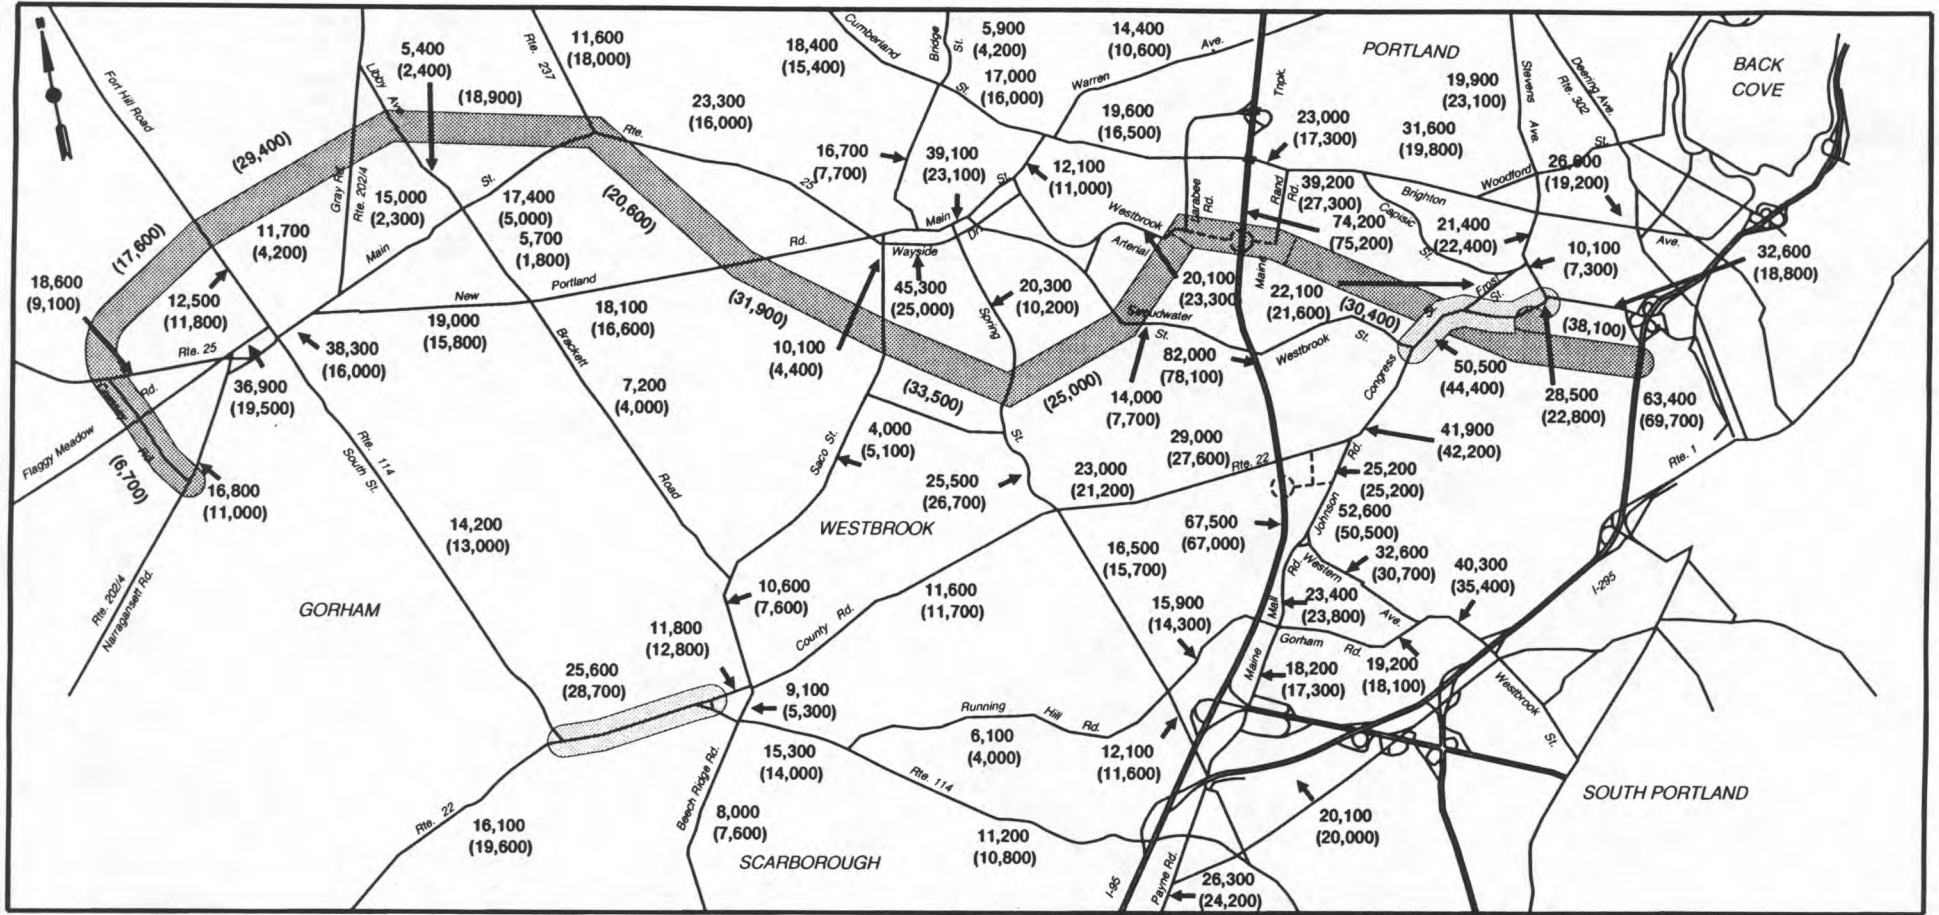 5,900
(4,200)
14,400
(10,600)
Ave.
PORTLAND
BACK
COVE
Cumberland
Bridge
St.
11,600
(18,000)
Rte. 237
5,400
(2,400)
Libby
Ave.
18,400
(15,400)
17,000
(16,000)
Warren
Tnpk.
19,900
(23,100)
Stevens
Ave.
Deering Ave.
Rte. 302
Fort Hill Road
(18,900)
23,300
(16,000)
St.
19,600
(16,500)
23,000
(17,300)
31,600
(19,800)
St.
Rte.
25
(29,400)
16,700
(7,700)
39,100
(23,100)
St.
12,100
(11,000)
39,200
(27,300)
Woodford
26,600
(19,200)
Gray Rd.
Rte. 202/4
15,000
(2,300)
St.
17,400
(5,000)
(20,600)
Larabee
Rd.
Rand
Rd.
Brighton
Capisic
St.
Ave.
(17,600)
11,700
(4,200)
Main
5,700
(1,800)
Rd.
Main
Dr.
Wayside
Westbrook
Arterial
74,200
(75,200)
21,400
(22,400)
10,100
(7,300)
32,600
(18,800)
18,600
(9,100)
12,500
(11,800)
New
Portland
45,300
(25,000)
20,300
(10,200)
20,100
(23,300)
Maine
22,100
(21,600)
Frost
St.
(30,400)
(38,100)
19,000
(15,800)
18,100
(16,600)
(31,900)
Spring
Stroudwater
St.
Westbrook
St.
Rte. 25
Rd.
38,300
(16,000)
36,900
(19,500)
Brackett
10,100
(4,400)
82,000
(78,100)
Congress
St.
50,500
(44,400)
28,500
(22,800)
63,400
(69,700)
7,200
(4,000)
(33,500)
(25,000)
14,000
(7,700)
Flaggy Meadow
Rd.
(6,700)
Rte. 114
South St.
Saco St.
4,000
(5,100)
St.
29,000
(27,600)
Rte. 22
41,900
(42,200)
Rte. 1
16,800
(11,000)
Road
25,500
(26,700)
23,000
(21,200)
Rd.
Johnson
25,200
(25,200)
14,200
(13,000)
WESTBROOK
67,500
(67,000)
52,600
(50,500)
Rte. 202/4
Narragansett Rd.
GORHAM
10,600
(7,600)
11,600
(11,700)
16,500
(15,700)
Rd.
Western
Ave.
32,600
(30,700)
40,300
(35,400)
I-295
County
Rd.
11,800
(12,800)
15,900
(14,300)
Mall
23,400
(23,800)
Gorham
Rd.
25,600
(28,700)
9,100
(5,300)
Maine
18,200
(17,300)
19,200
(18,100)
Westbrook
St.
Running
Hill
Rd.
6,100
(4,000)
15,300
(14,000)
Rte. 114
12,100
(11,600)
Beech Ridge Rd.
Rte. 22
16,100
(19,600)
8,000
(7,600)
SCARBOROUGH
11,200
(10,800)
20,100
(20,000)
SOUTH PORTLAND
I-95
Payne Rd.
26,300
(24,200)